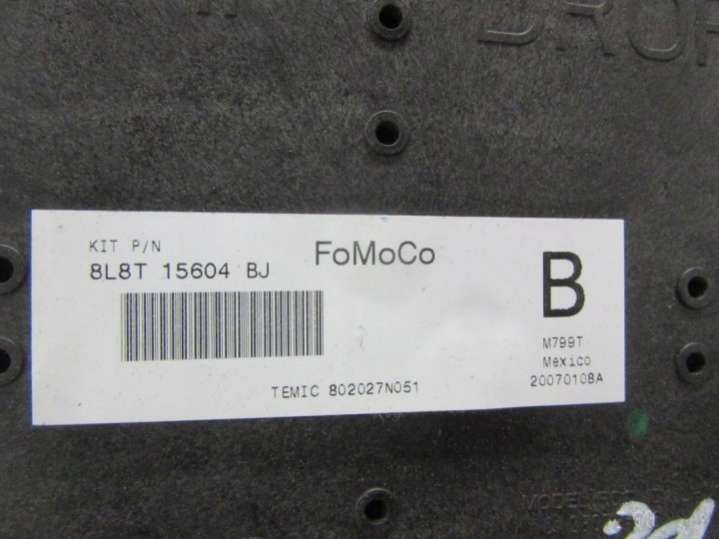 KIT P/N
8L8T 15604 BJ
FoMoCo
B
M799T
Mexico
20070108A
TEMIC 802027N051